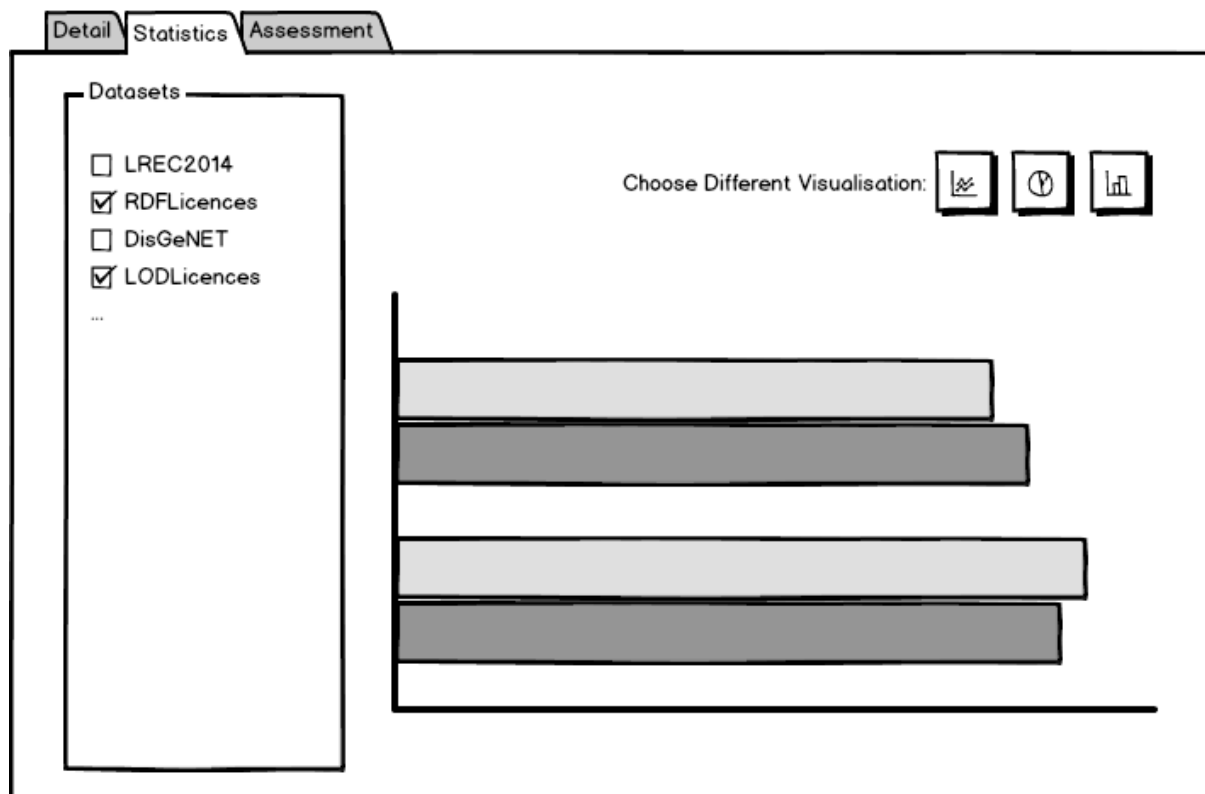 Detail Statistics Assessment
Datasets
LREC2014
RDFLicences
DisGeNET
LODLicences
...
Choose Different Visualisation: